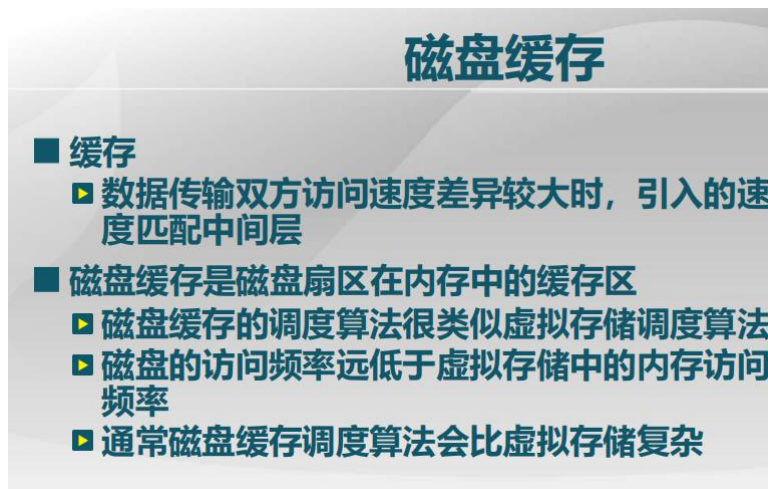 磁盘缓存
缓存
数据传输双方访问速度差异较大时，引入的速
度匹配中间层
磁盘缓存是磁盘扇区在内存中的缓存区
磁盘缓存的调度算法很类似虚拟存储调度算法
磁盘的访问频率远低于虚拟存储中的内存访问
频率
通常磁盘缓存调度算法会比虚拟存储复杂